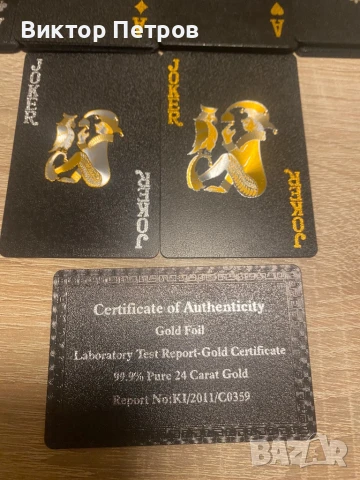 Виктор Петров
A
JOKER
JOKER
JOKER
JOKER
Certificate of Authenticity
Gold Foil
Laboratory Test Report-Gold Certificate
99.9% Pure 24 Carat Gold
Report No:KI/2011/C0359
BAZAR